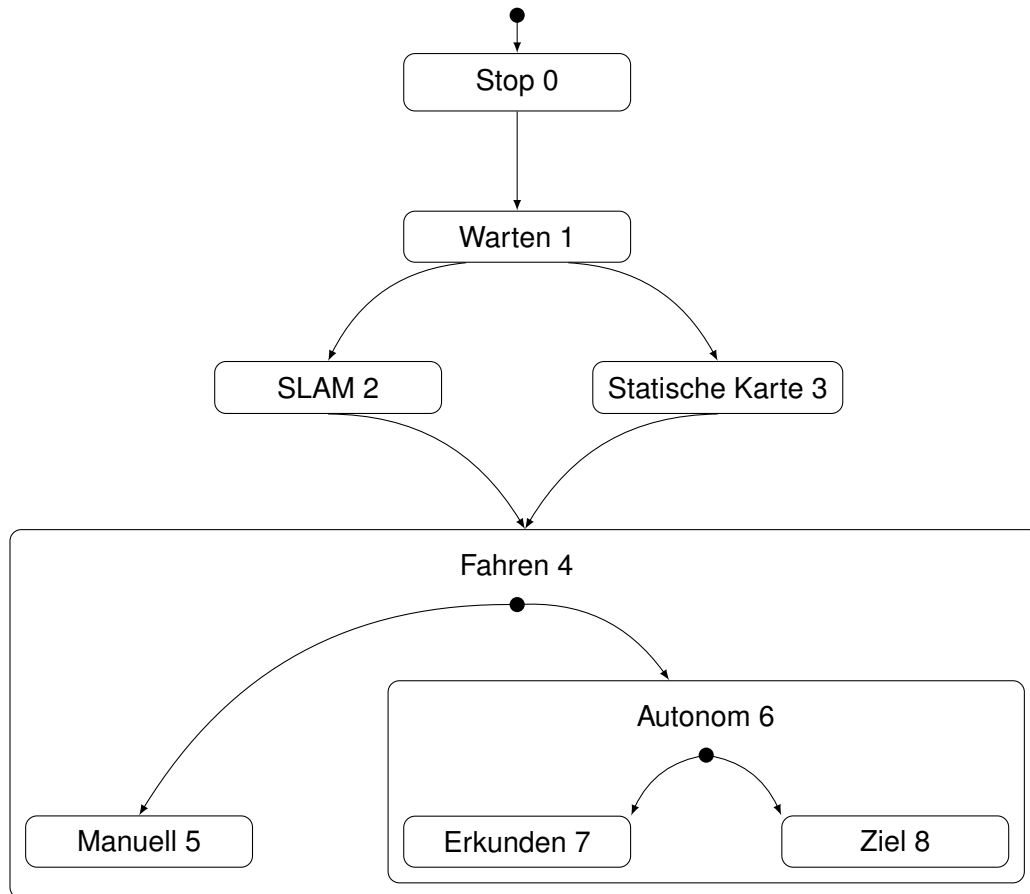 Stop 0
Warten 1
SLAM 2
Statische Karte 3
Fahren 4
Autonom 6
Manuell 5
Erkunden 7
Ziel 8